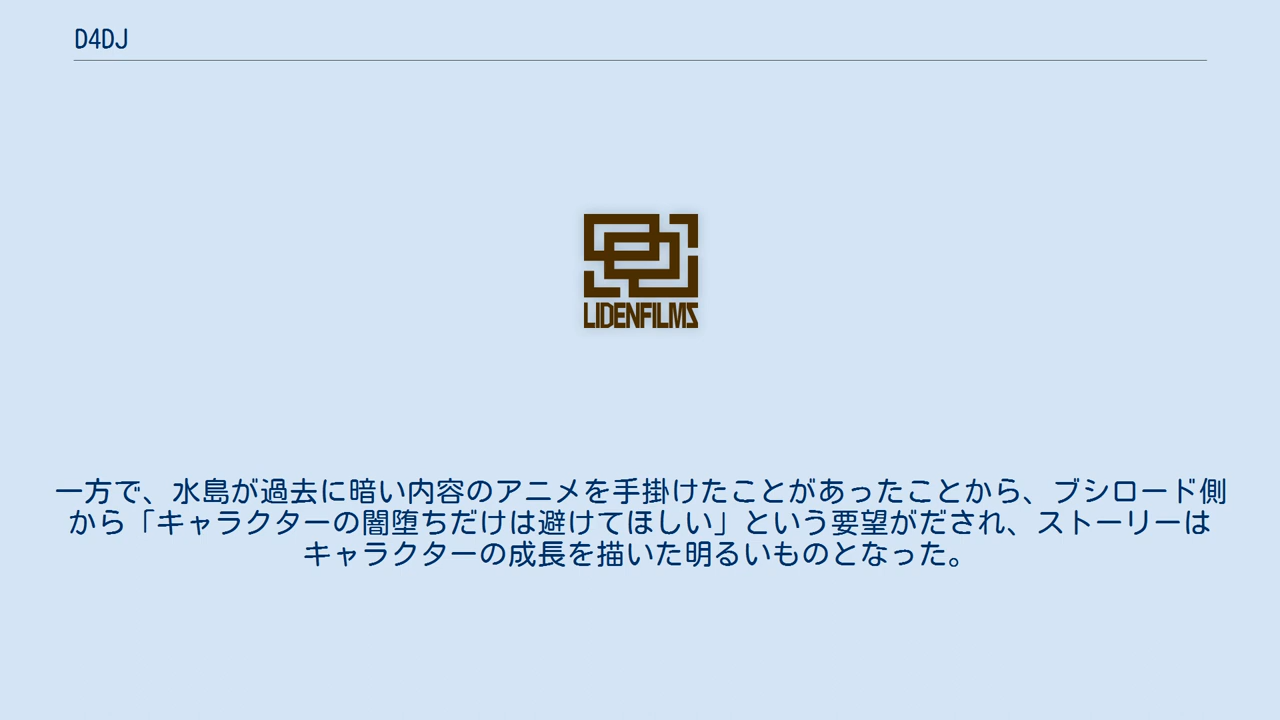 D4DJ
LIDENFILMS
一方で、水島が過去に暗い内容のアニメを手掛けたことがあったことから、ブシロード側
から「キャラクターの闇堕ちだけは避けてほしい」という要望がだされ、ストーリーは
キャラクターの成長を描いた明るいものとなった。